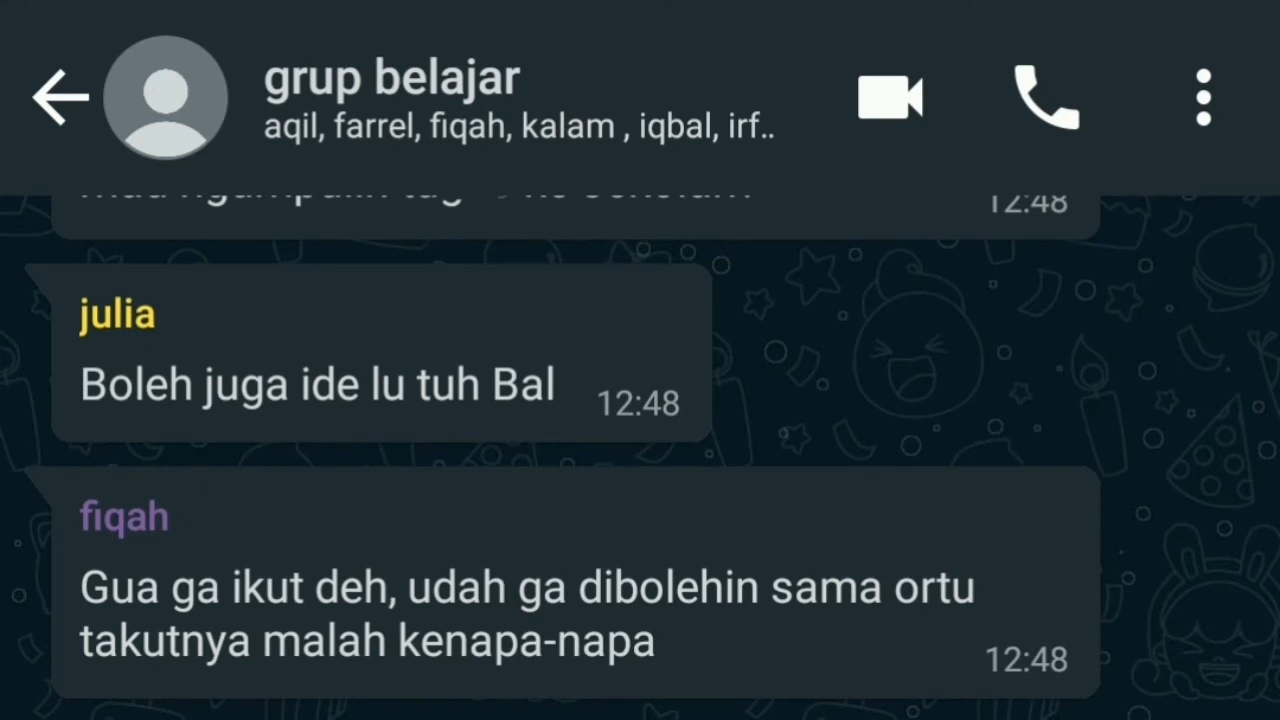 grup belajar
aqil, farrel, fiqah, kalam , iqbal, irf..
12:48
julia
Boleh juga ide lu tuh Bal
12:48
fiqah
Gua ga ikut deh, udah ga dibolehin sama ortu
takutnya malah kenapa-napa
12:48